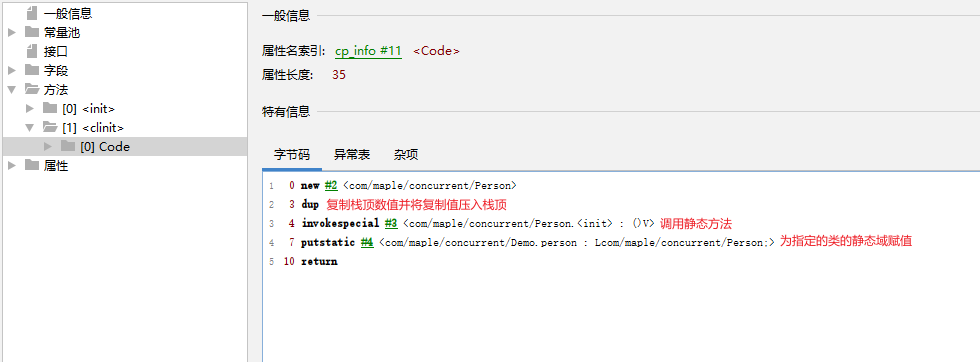 一般信息
常量池
接口
字段
方法
[0] <init>
[1] <clinit>
[0] Code
属性
一般信息
属性名索引: cp_info #11 <Code>
属性长度: 35
特有信息
字节码 异常表 杂项
1 0 new #2 <com/maple/concurrent/Person>
2 3 dup 复制栈顶数值并将复制值压入栈顶
3 4 invokespecial #3 <com/maple/concurrent/Person.<init> : ()V> 调用静态方法
4 7 putstatic #4 <com/maple/concurrent/Demo.person : Lcom/maple/concurrent/Person;> 为指定的类的静态域赋值
5 10 return